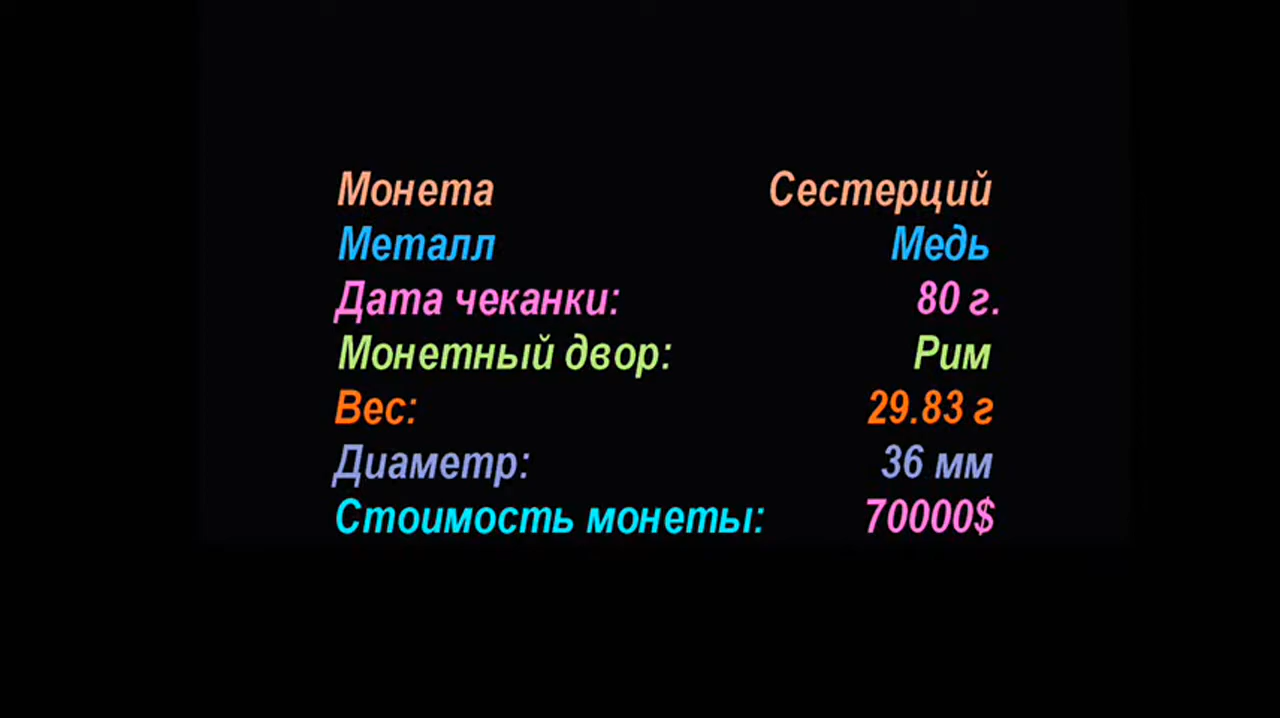 Монета Сестерций
Металл Медь
Дата чеканки: 80 г.
Монетный двор: Рим
Вес: 29.83 г
Диаметр: 36 мм
Стоимость монеты: 70000$